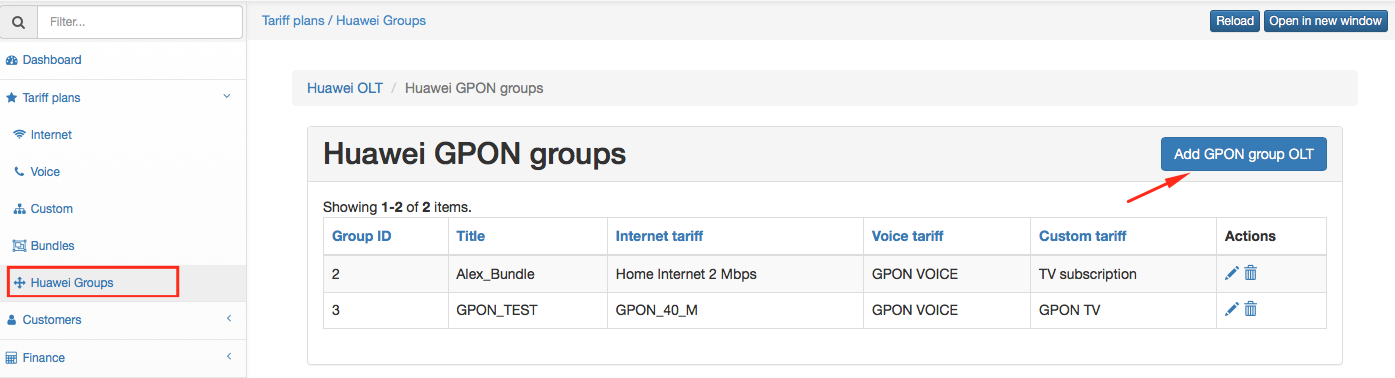 Filter...
Tariff plans / Huawei Groups
Reload
Open in new window
Dashboard
Tariff plans
Internet
Voice
Custom
Bundles
Huawei Groups
Customers
Finance
Huawei OLT / Huawei GPON groups
Huawei GPON groups
Add GPON group OLT
Showing 1-2 of 2 items.
Group ID Title Internet tariff Voice tariff Custom tariff Actions
2 Alex_Bundle Home Internet 2 Mbps GPON VOICE TV subscription
3 GPON_TEST GPON_40_M GPON VOICE GPON TV